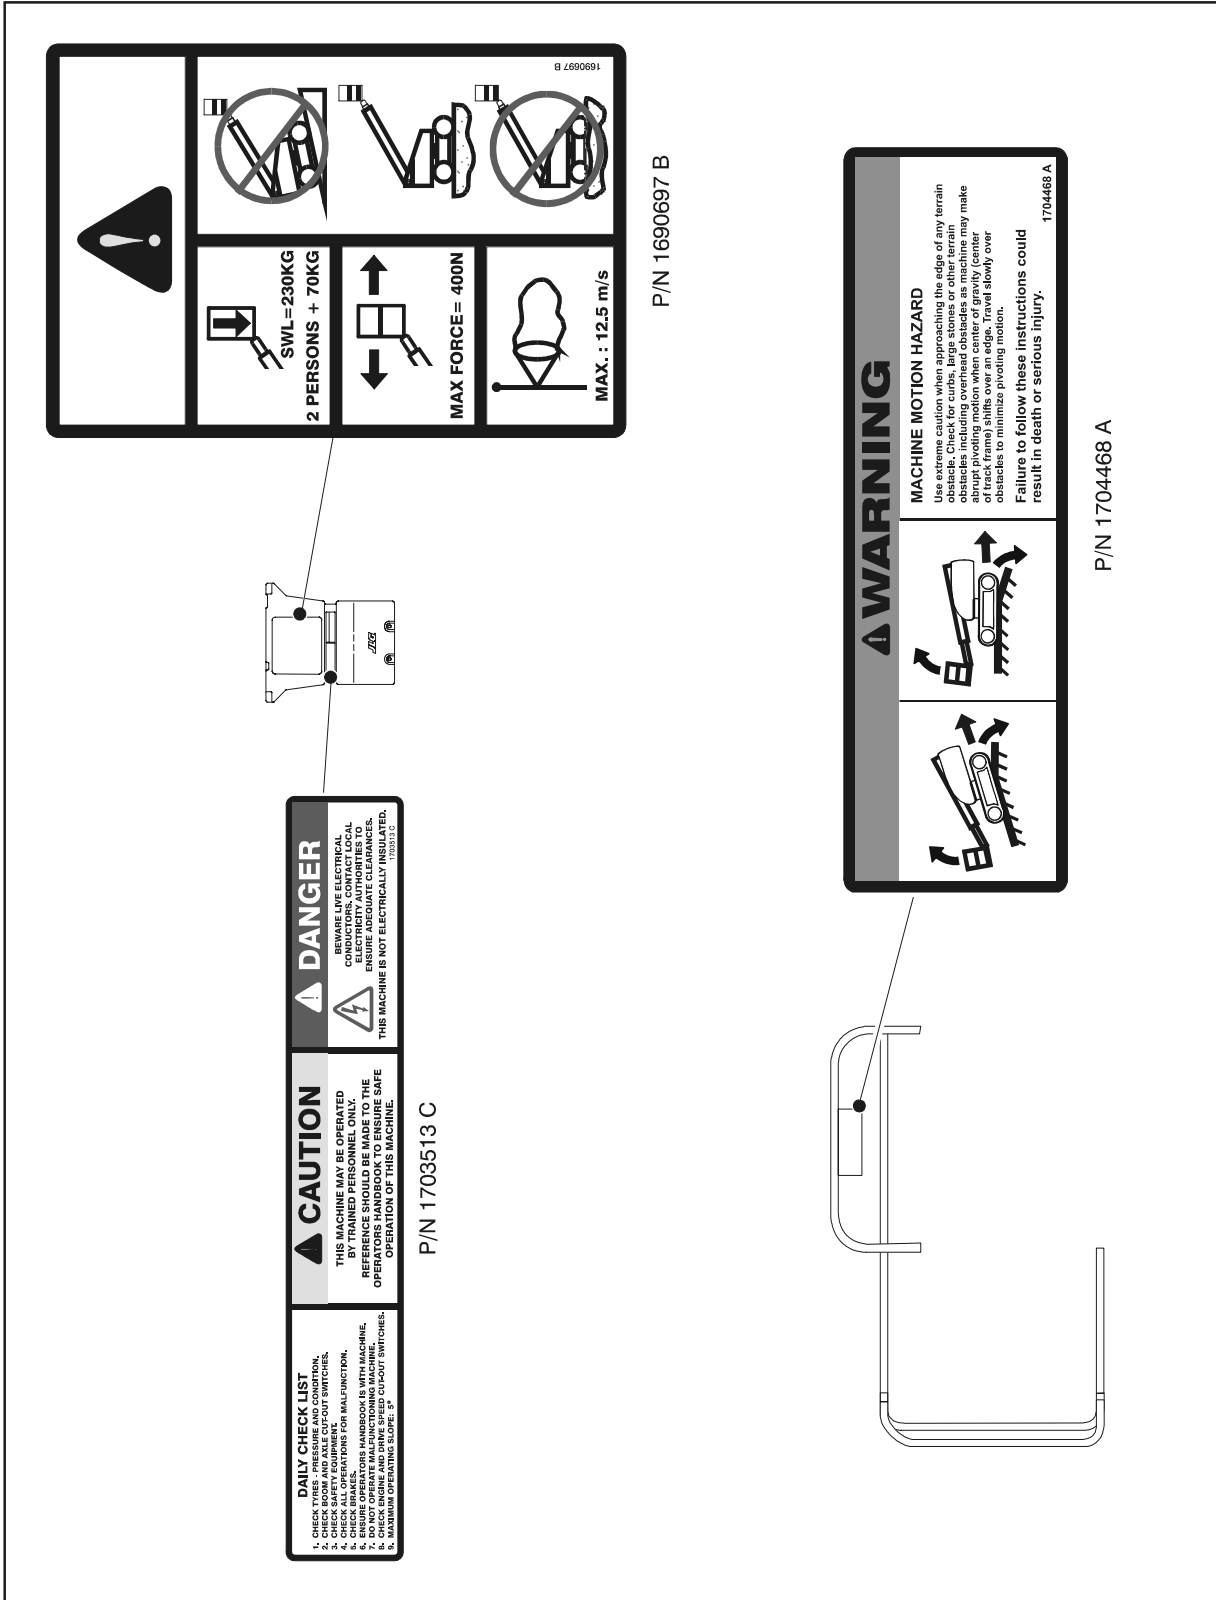 DAILY CHECK LIST
1. CHECK TYRES - PRESSURE AND CONDITION.
2. CHECK BOOM AND AXLE CUT-OUT SWITCHES.
3. CHECK SAFETY EQUIPMENT.
4. CHECK ALL OPERATIONS FOR MALFUNCTION.
5. CHECK BRAKES.
6. ENSURE OPERATORS HANDBOOK IS WITH MACHINE.
7. DO NOT OPERATE MALFUNCTIONING MACHINE.
8. CHECK ENGINE AND DRIVE SPEED CUT-OUT SWITCHES.
9. MAXIMUM OPERATING SLOPE: 5°
CAUTION
THIS MACHINE MAY BE OPERATED
BY TRAINED PERSONNEL ONLY.
REFERENCE SHOULD BE MADE TO THE
OPERATORS HANDBOOK TO ENSURE SAFE
OPERATION OF THIS MACHINE.
DANGER
BEWARE LIVE ELECTRICAL
CONDUCTORS, CONTACT LOCAL
ELECTRICITY AUTHORITIES TO
ENSURE ADEQUATE CLEARANCES.
THIS MACHINE IS NOT ELECTRICALLY INSULATED.
1703513 C
P/N 1703513 C
JLG
SWL=230KG
2 PERSONS + 70KG
MAX FORCE= 400N
MAX. : 12.5 m/s
1690697 B
P/N 1690697 B
WARNING
MACHINE MOTION HAZARD
Use extreme caution when approaching the edge of any terrain
obstacle. Check for curbs, large stones or other terrain
obstacles including overhead obstacles as machine may make
abrupt pivoting motion when center of gravity (center
of track frame) shifts over an edge. Travel slowly over
obstacles to minimize pivoting motion.
Failure to follow these instructions could
result in death or serious injury.
1704468 A
P/N 1704468 A